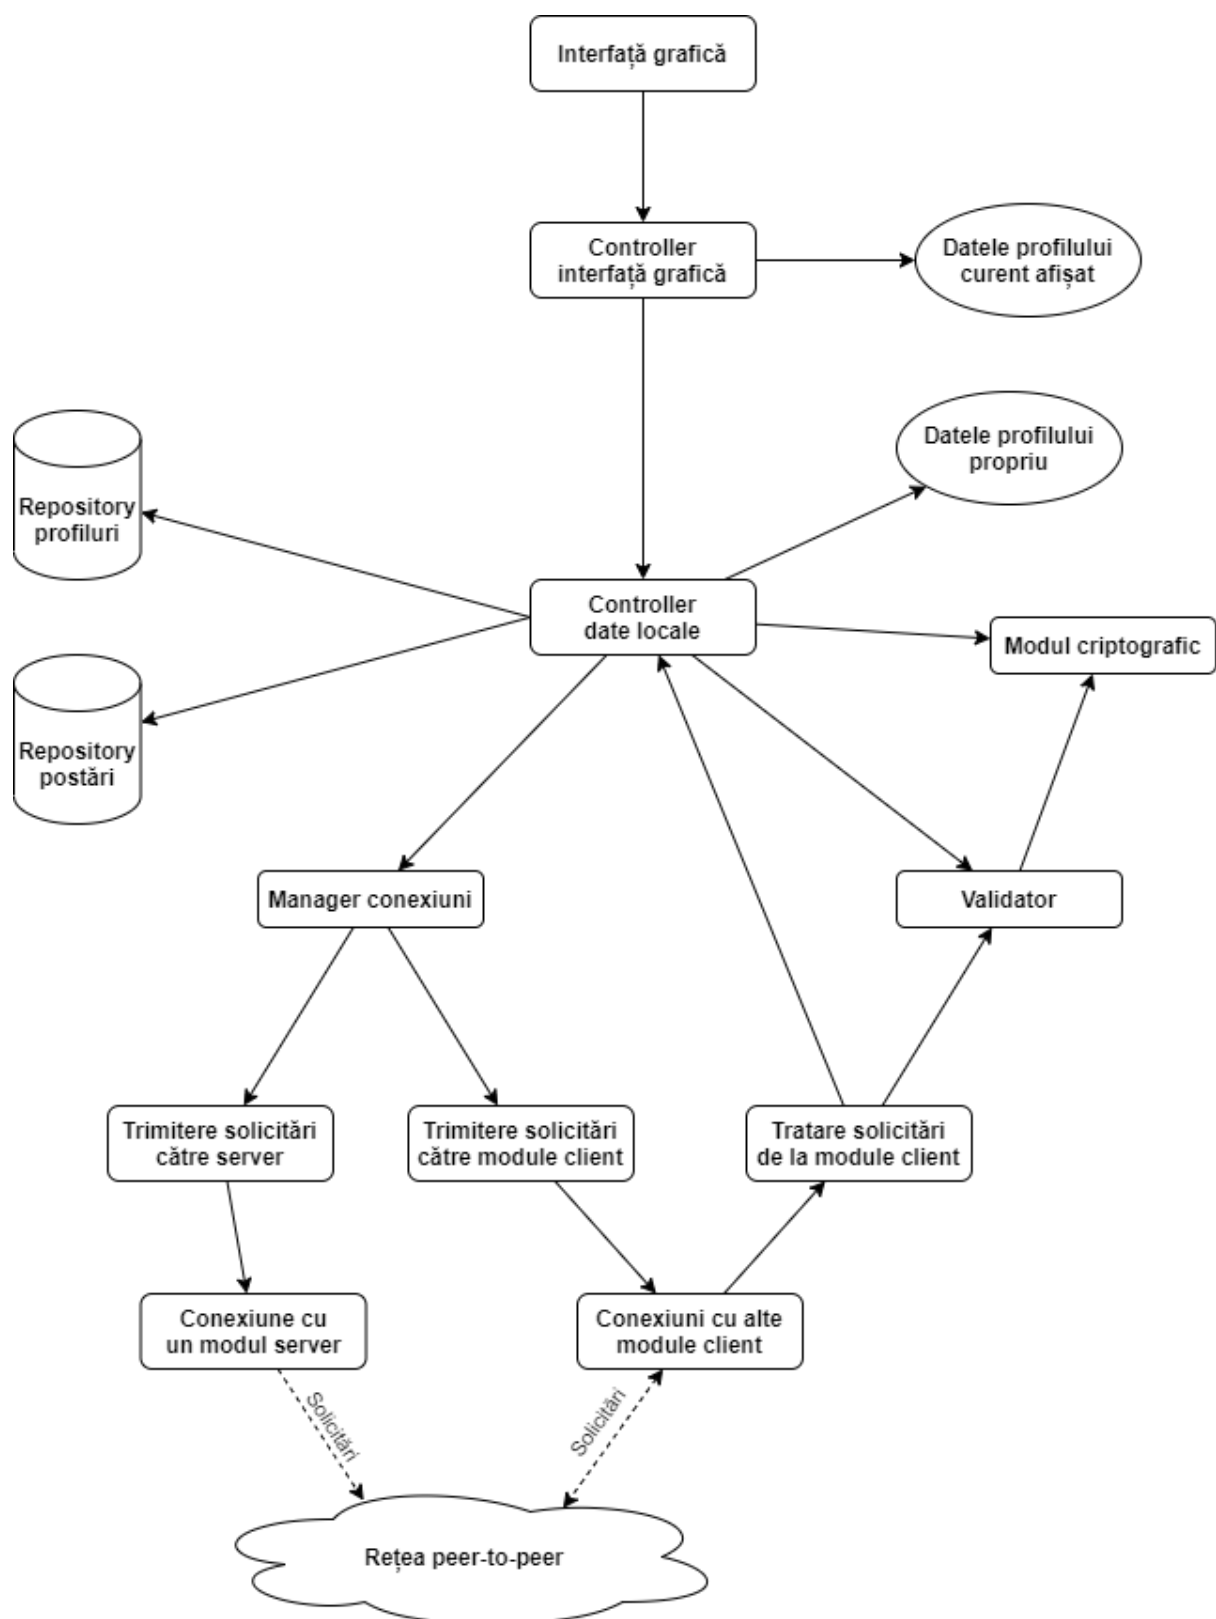 Interfață grafică
Controller
interfață grafică
Datele profilului
curent afișat
Datele profilului
propriu
Repository
profiluri
Controller
date locale
Modul criptografic
Repository
postări
Manager conexiuni
Validator
Trimitere solicitări
către server
Trimitere solicitări
către module client
Tratare solicitări
de la module client
Conexiune cu
un modul server
Conexiuni cu alte
module client
Solicitări
Solicitări
Rețea peer-to-peer